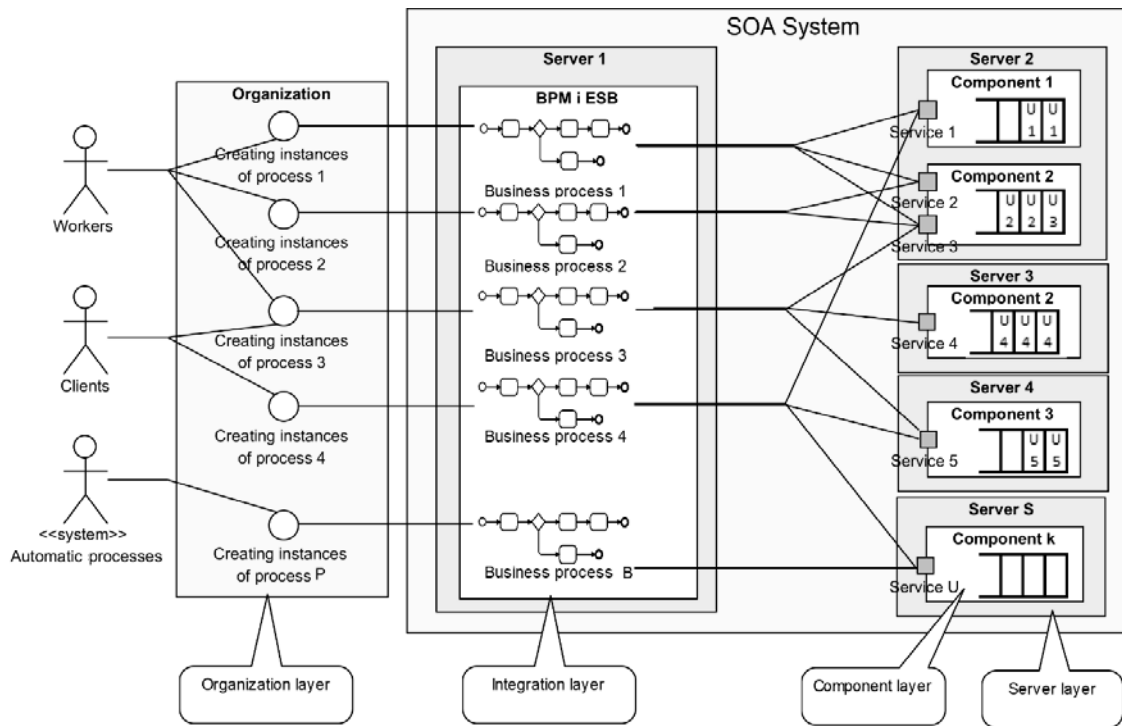 SOA System
Organization
Server 1
BPM i ESB
Server 2
Component 1
U U
1 1
Service 1
Creating instances
of process 1
Business process 1
Component 2
U U U
2 2 3
Service 2
Service 3
Workers
Creating instances
of process 2
Business process 2
Server 3
Component 2
U U U
4 4 4
Service 4
Creating instances
of process 3
Business process 3
Clients
Server 4
Component 3
U U
5 5
Service 5
Creating instances
of process 4
Business process 4
<<system>>
Automatic processes
Creating instances
of process P
Business process B
Server S
Component k
Service U
Organization layer
Integration layer
Component layer
Server layer